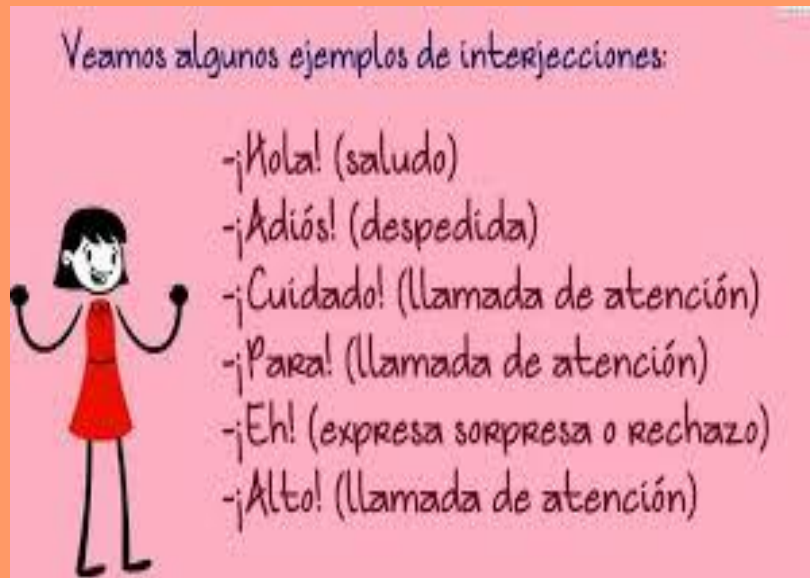 Veamos algunos ejemplos de interjecciones:
-¡Hola! (saludo)
-¡Adiós! (despedida)
-¡Cuidado! (llamada de atención)
-¡Para! (llamada de atención)
-¡Eh! (expresa sorpresa o rechazo)
-¡Alto! (llamada de atención)